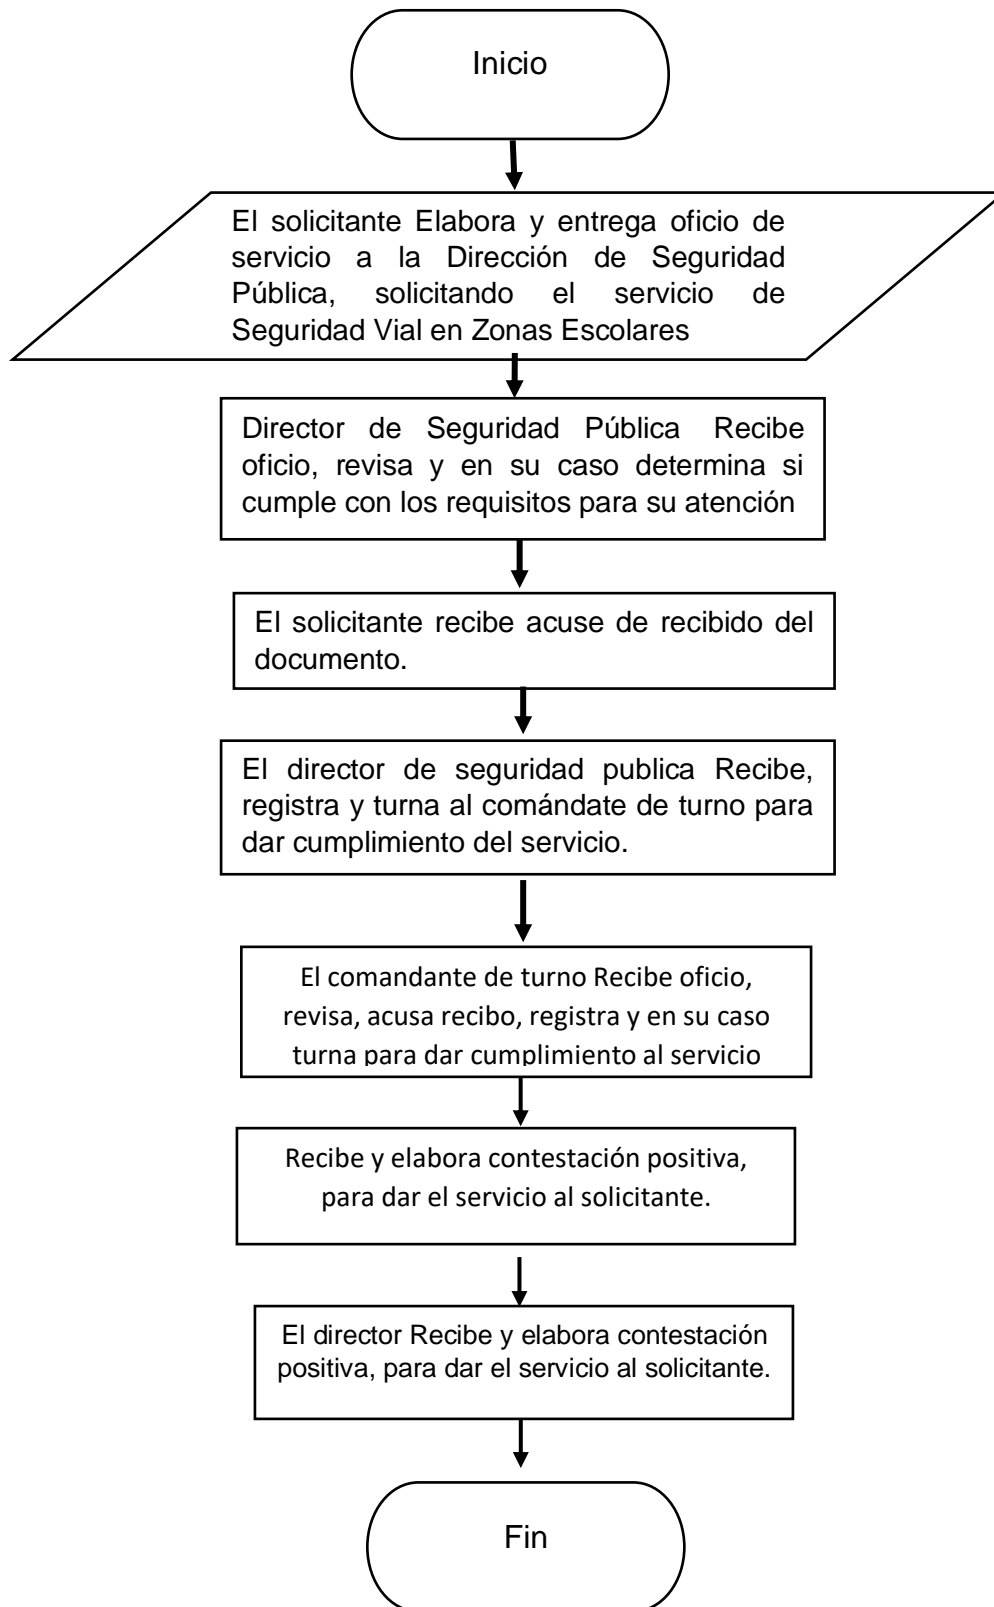 Inicio
El solicitante Elabora y entrega oficio de
servicio a la Dirección de Seguridad
Pública, solicitando el servicio de
Seguridad Vial en Zonas Escolares
Director de Seguridad Pública Recibe
oficio, revisa y en su caso determina si
cumple con los requisitos para su atención
El solicitante recibe acuse de recibido del
documento.
El director de seguridad publica Recibe,
registra y turna al comándate de turno para
dar cumplimiento del servicio.
El comandante de turno Recibe oficio,
revisa, acusa recibo, registra y en su caso
turna para dar cumplimiento al servicio
Recibe y elabora contestación positiva,
para dar el servicio al solicitante.
El director Recibe y elabora contestación
positiva, para dar el servicio al solicitante.
Fin